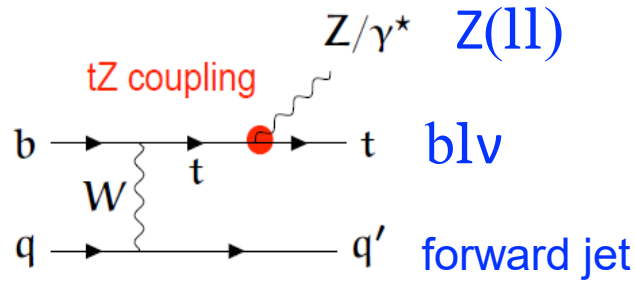 Z/γ* Z(ll)
tZ coupling
b t t blν
W
q q′ forward jet